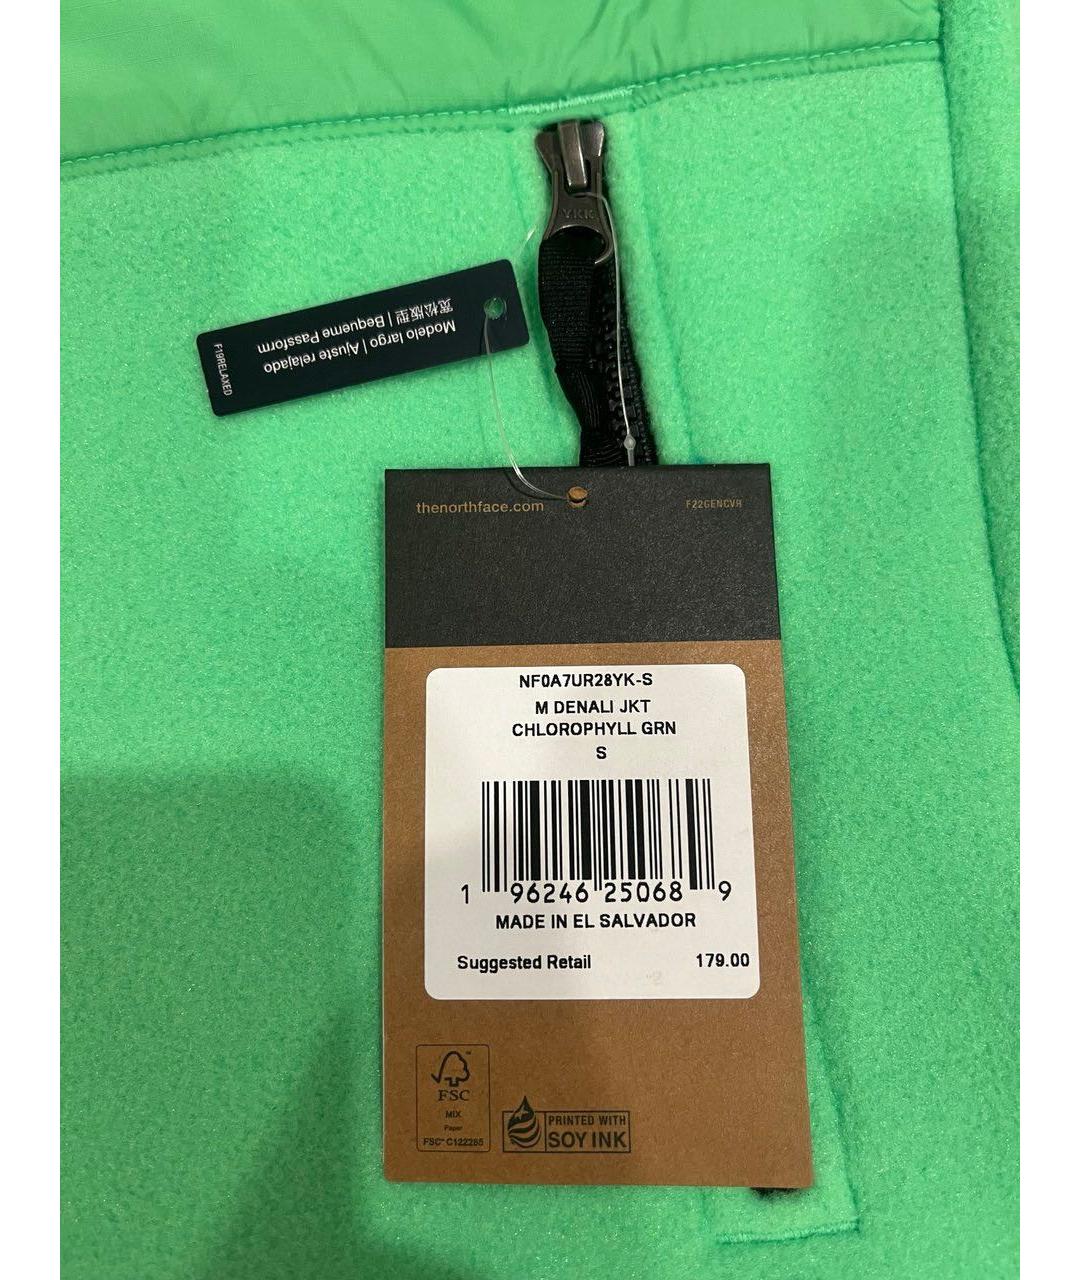 YKK
宽松版型 | Bequeme Passform
Modelo largo | Ajuste relajado
F19RELAXED
thenorthface.com
F22GENCVR
NF0A7UR28YK-S
M DENALI JKT
CHLOROPHYLL GRN
S
1 96246 25068 9
MADE IN EL SALVADOR
Suggested Retail 179.00
FSC
MIX
Paper
FSC™ C122265
PRINTED WITH
SOY INK